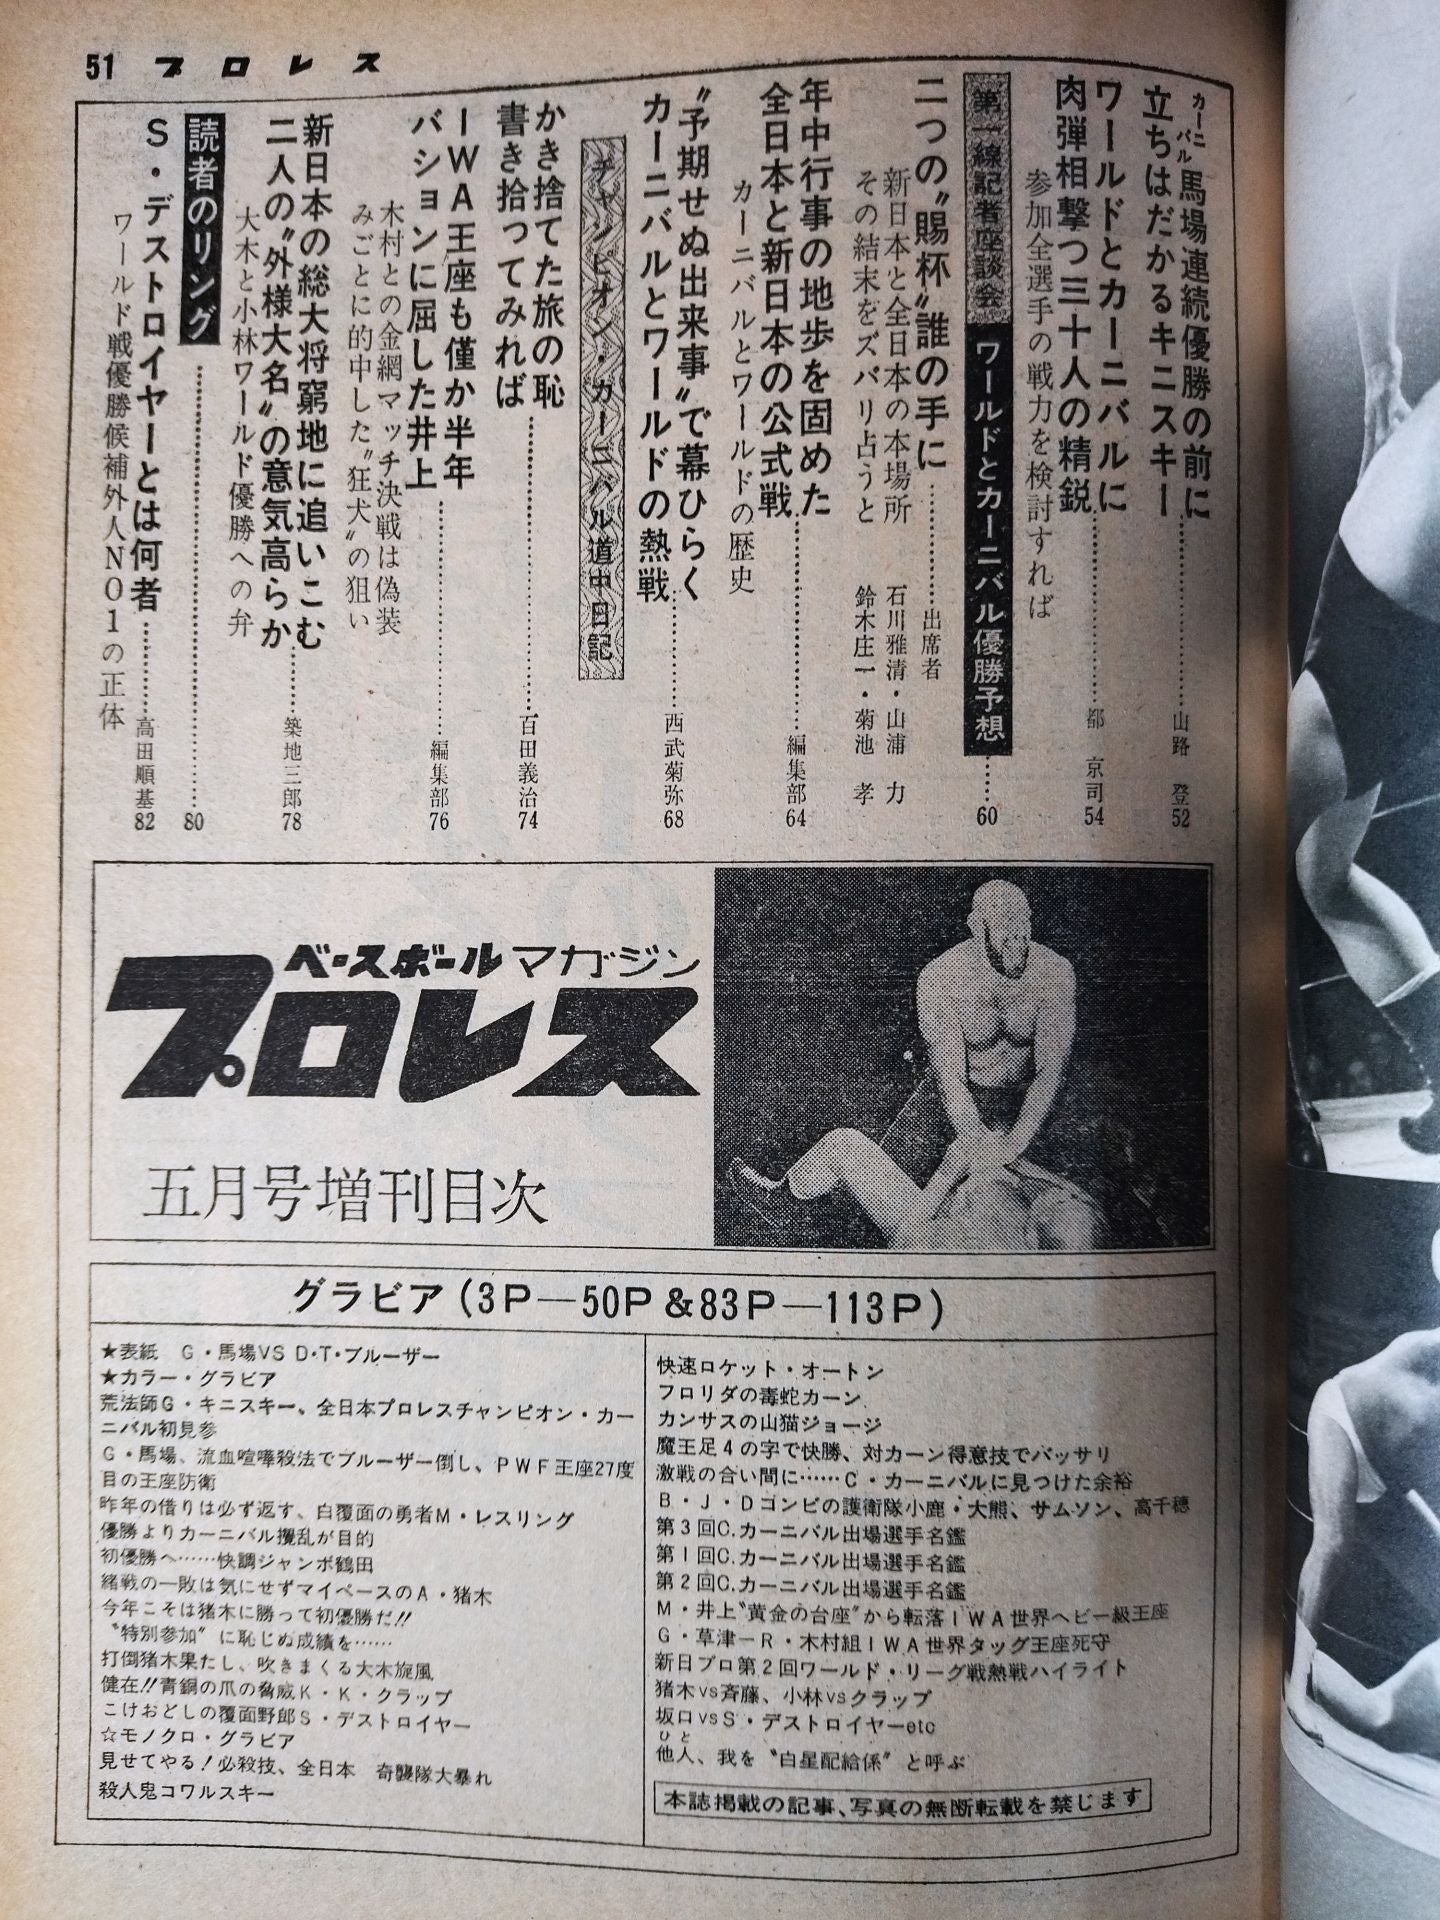 51 プロレス
カーニバル馬場連続優勝の前に
立ちはだかるキニスキー……山路 登 52
ワールドとカーニバルに
肉弾相撃つ三十人の精鋭……都 京司 54
参加全選手の戦力を検討すれば
第一線記者座談会 ワールドとカーニバル優勝予想……60
二つの〝賜杯〟誰の手に……出席者
新日本と全日本の本場所
その結末をズバリ占うと
石川雅清・山浦 力
鈴木庄一・菊池 孝
年中行事の地歩を固めた
全日本と新日本の公式戦……編集部 64
カーニバルとワールドの歴史
〝予期せぬ出来事〟で幕ひらく
カーニバルとワールドの熱戦……西武菊弥 68
チャンピオン・カーニバル道中日記
かき捨てた旅の恥
書き拾ってみれば……百田義治 74
IWA王座も僅か半年
バションに屈した井上……編集部 76
木村との金網マッチ決戦は偽装
みごとに的中した〝狂犬〟の狙い
新日本の総大将窮地に追いこむ
二人の〝外様大名〟の意気高らか……築地三郎 78
大木と小林ワールド優勝への弁
読者のリング……80
S・デストロイヤーとは何者……高田順基 82
ワールド戦優勝候補外人NO1の正体
ベースボールマガジン
プロレス
五月号増刊目次
グラビア(3P—50P&83P—113P)
★表紙 G・馬場VS D・T・ブルーザー
★カラー・グラビア
荒法師G・キニスキー、全日本プロレスチャンピオン・カー
ニバル初見参
G・馬場、流血喧嘩殺法でブルーザー倒し、PWF王座27度
目の王座防衛
昨年の借りは必ず返す、白覆面の勇者M・レスリング
優勝よりカーニバル攪乱が目的
初優勝へ……快調ジャンボ鶴田
緒戦の一敗は気にせずマイペースのA・猪木
今年こそは猪木に勝って初優勝だ!!
〝特別参加〟に恥じぬ成績を……
打倒猪木果たし、吹きまくる大木旋風
健在!!青銅の爪の脅威K・K・クラップ
こけおどしの覆面野郎S・デストロイヤー
☆モノクロ・グラビア
見せてやる!必殺技、全日本 奇襲隊大暴れ
殺人鬼コワルスキー
快速ロケット・オートン
フロリダの毒蛇カーン
カンサスの山猫ジョージ
魔王足4の字で快勝、対カーン得意技でバッサリ
激戦の合い間に……C・カーニバルに見つけた余裕
B・J・Dコンビの護衛隊小鹿・大熊、サムソン、高千穂
第3回C.カーニバル出場選手名鑑
第1回C.カーニバル出場選手名鑑
第2回C.カーニバル出場選手名鑑
M・井上〝黄金の台座〟から転落IWA世界ヘビー級王座
G・草津—R・木村組IWA世界タッグ王座死守
新日プロ第2回ワールド・リーグ戦熱戦ハイライト
猪木vs斉藤、小林vsクラップ
坂口vsS・デストロイヤーetc
他人、我を〝白星配給係〟と呼ぶ
ひと
本誌掲載の記事、写真の無断転載を禁じます